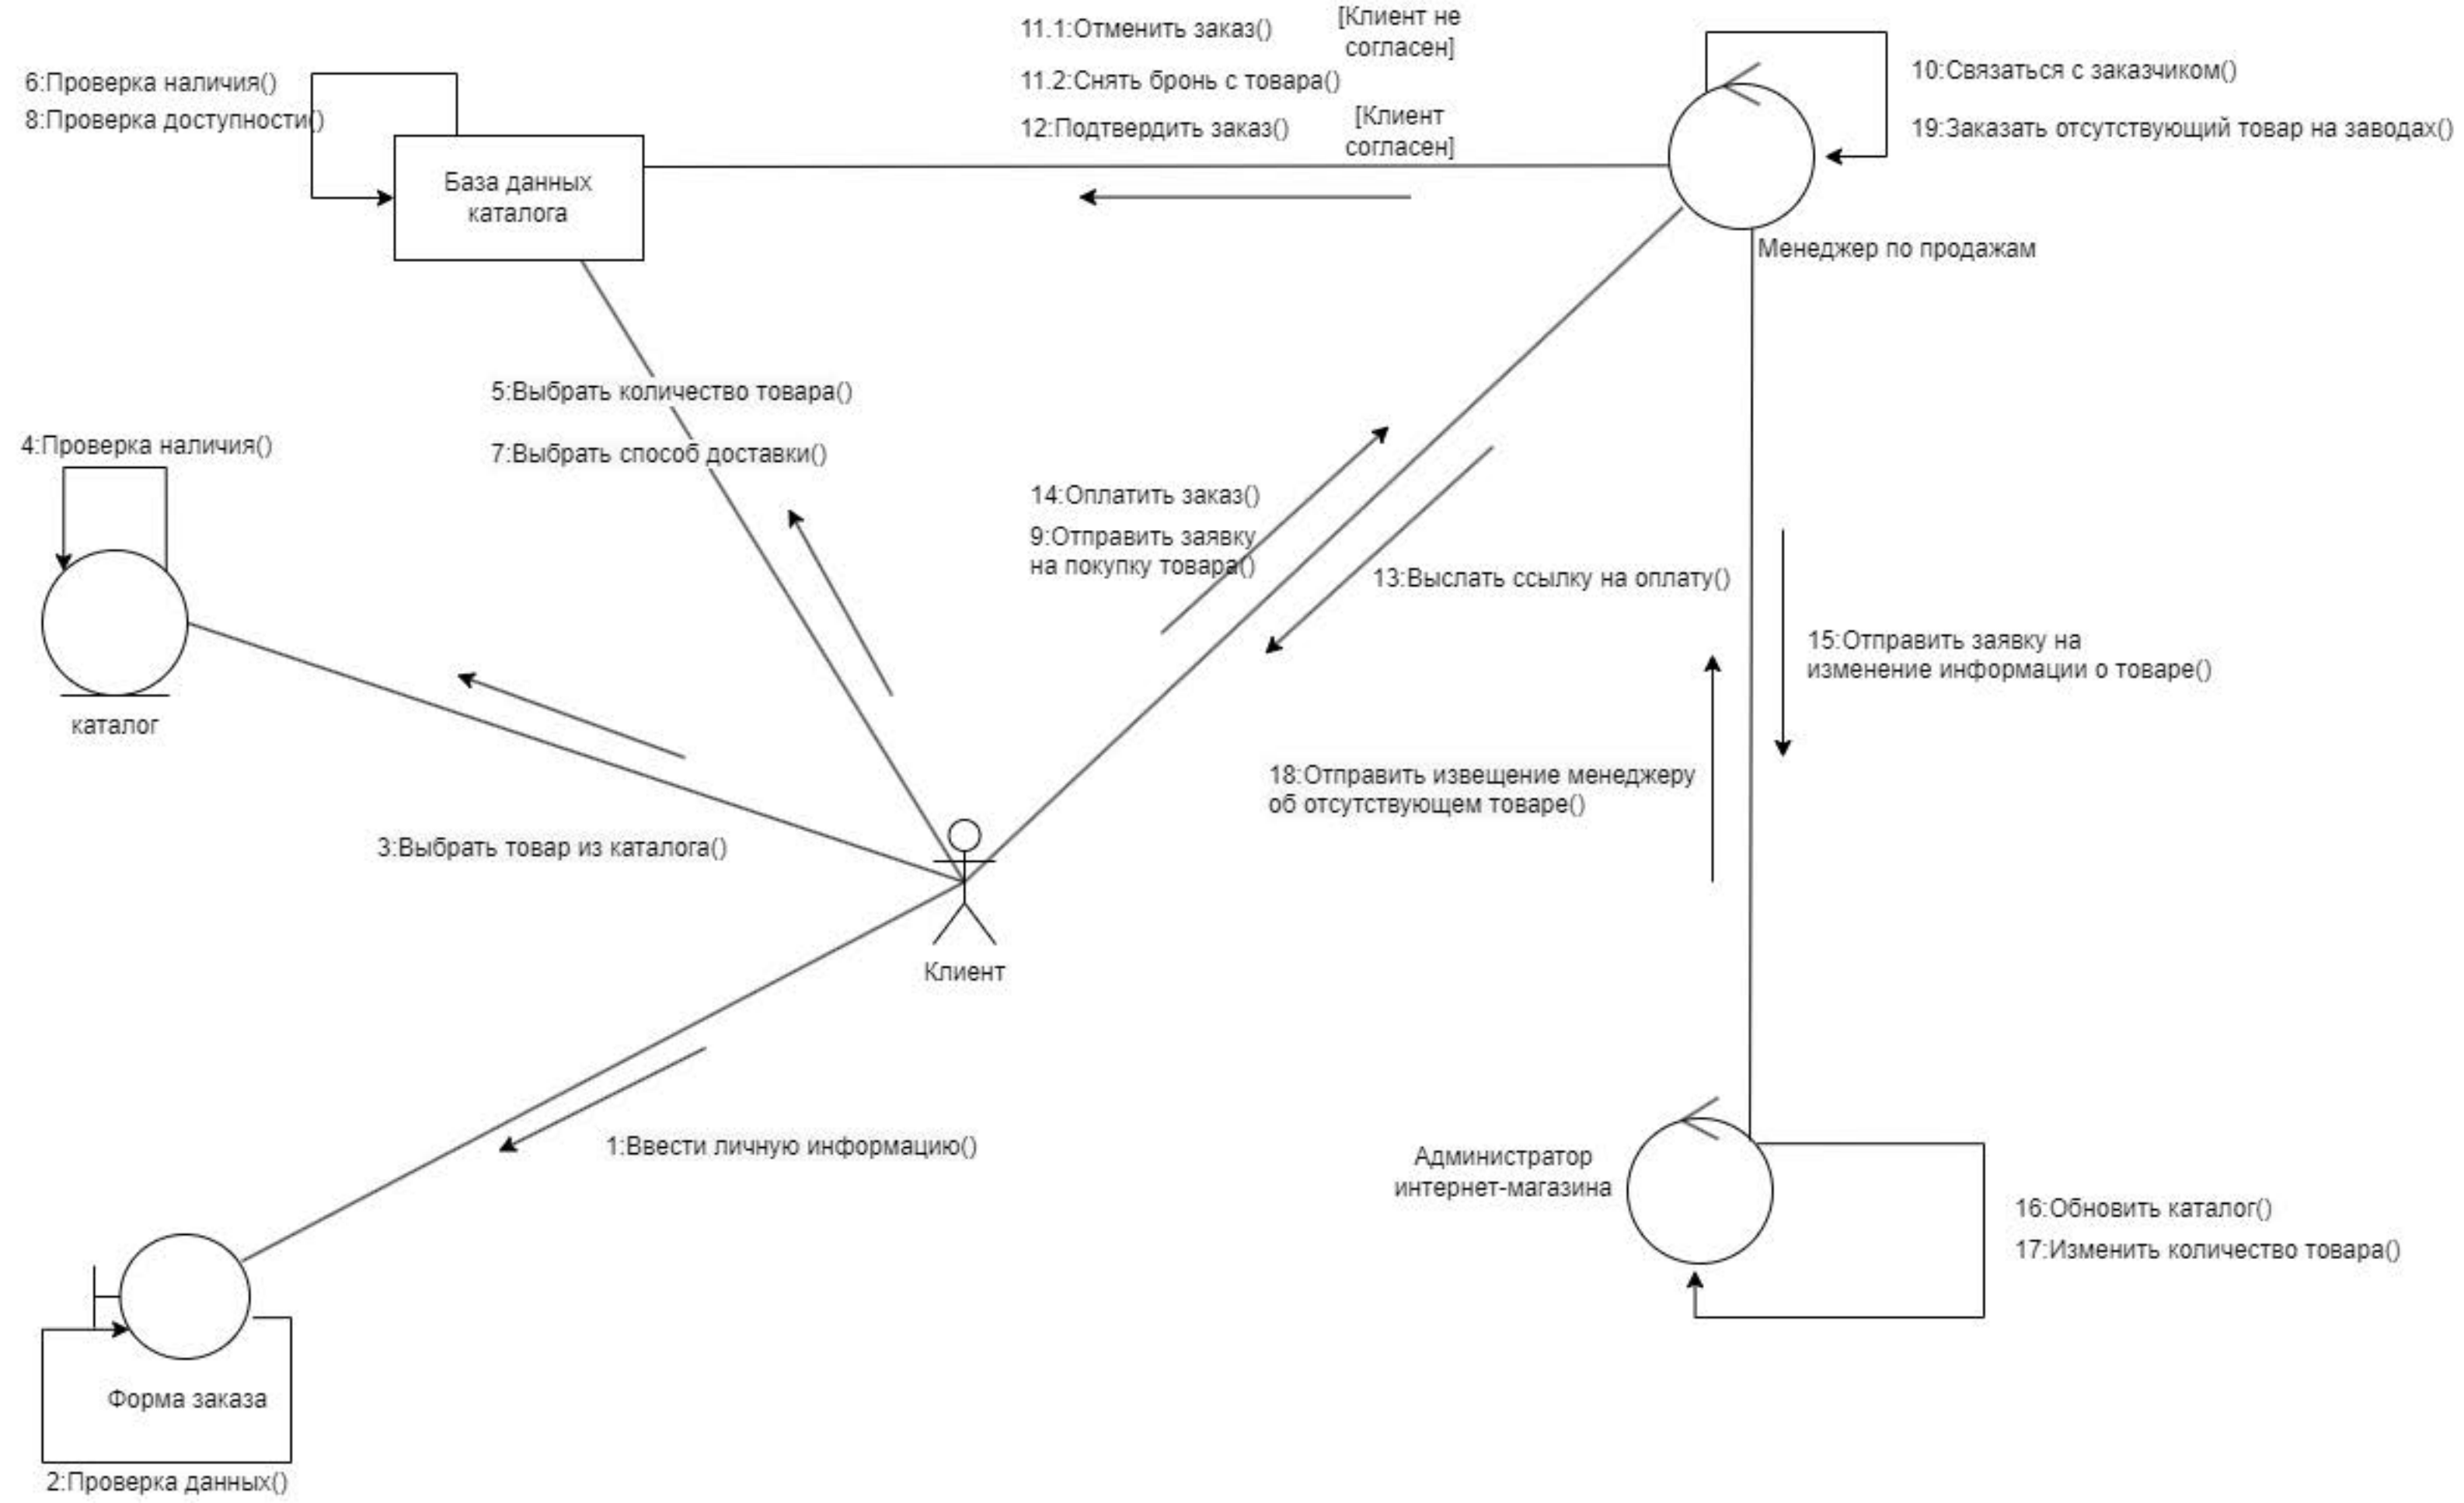 11.1:Отменить заказ()
[Клиент не
согласен]
11.2:Снять бронь с товара()
12:Подтвердить заказ()
[Клиент
согласен]
6:Проверка наличия()
8:Проверка доступности()
База данных
каталога
10:Связаться с заказчиком()
19:Заказать отсутствующий товар на заводах()
Менеджер по продажам
5:Выбрать количество товара()
7:Выбрать способ доставки()
4:Проверка наличия()
каталог
14:Оплатить заказ()
9:Отправить заявку
на покупку товара()
13:Выслать ссылку на оплату()
15:Отправить заявку на
изменение информации о товаре()
18:Отправить извещение менеджеру
об отсутствующем товаре()
3:Выбрать товар из каталога()
Клиент
1:Ввести личную информацию()
Администратор
интернет-магазина
16:Обновить каталог()
17:Изменить количество товара()
Форма заказа
2:Проверка данных()